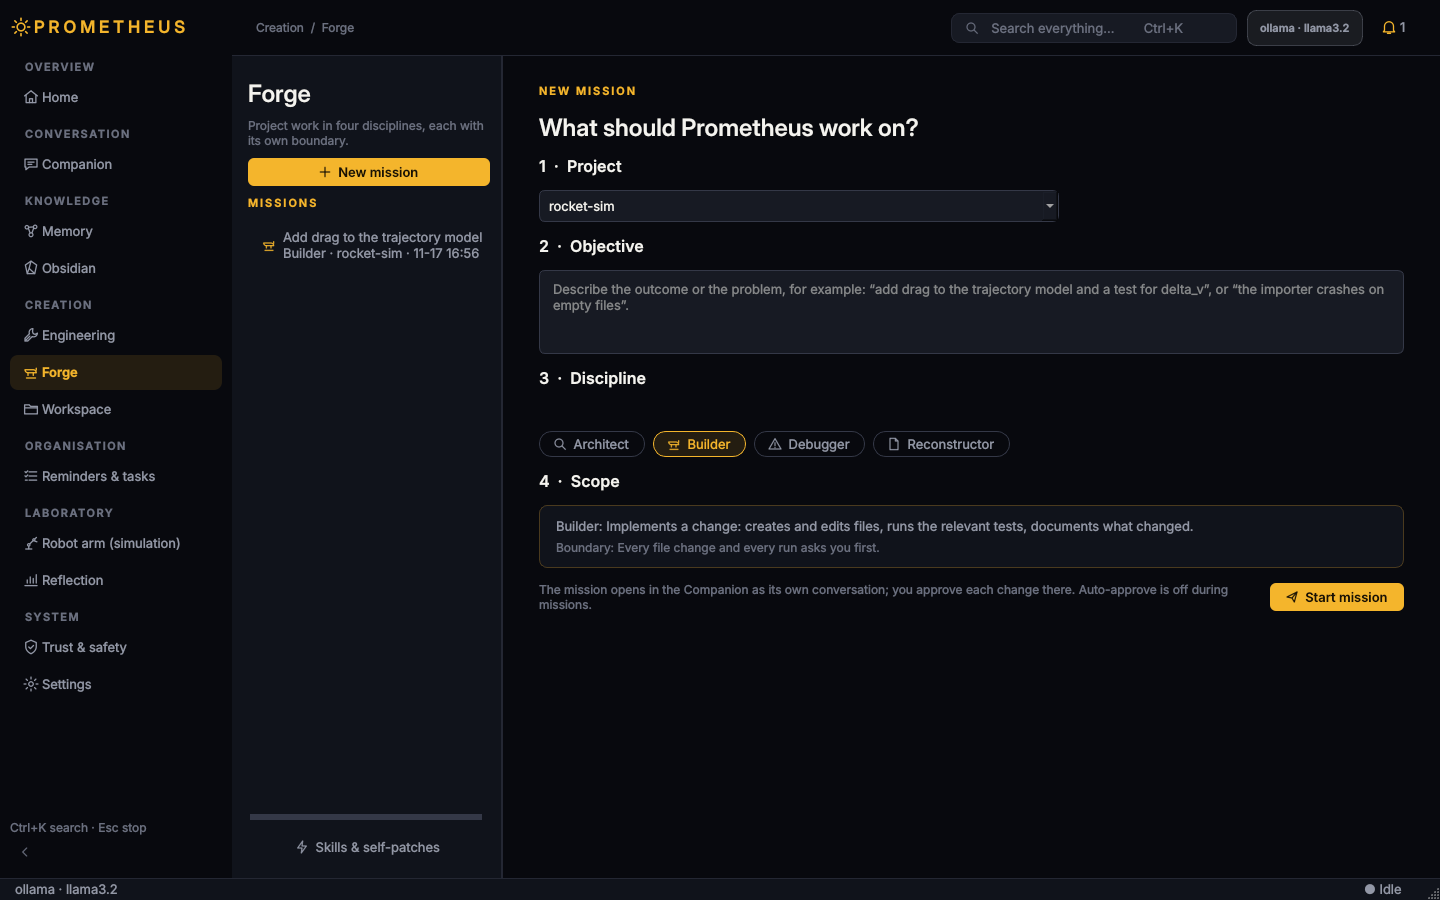 PROMETHEUS
OVERVIEW
Home
CONVERSATION
Companion
KNOWLEDGE
Memory
Obsidian
CREATION
Engineering
Forge
Workspace
ORGANISATION
Reminders & tasks
LABORATORY
Robot arm (simulation)
Reflection
SYSTEM
Trust & safety
Settings
Ctrl+K search · Esc stop
Creation / Forge
Search everything... Ctrl+K
ollama · llama3.2
1
Forge
Project work in four disciplines, each with
its own boundary.
New mission
MISSIONS
Add drag to the trajectory model
Builder · rocket-sim · 11-17 16:56
Skills & self-patches
NEW MISSION
What should Prometheus work on?
1 · Project
rocket-sim
2 · Objective
Describe the outcome or the problem, for example: “add drag to the trajectory model and a test for delta_v”, or “the importer crashes on
empty files”.
3 · Discipline
Architect Builder Debugger Reconstructor
4 · Scope
Builder: Implements a change: creates and edits files, runs the relevant tests, documents what changed.
Boundary: Every file change and every run asks you first.
The mission opens in the Companion as its own conversation; you approve each change there. Auto-approve is off during
missions.
Start mission
ollama · llama3.2
Idle